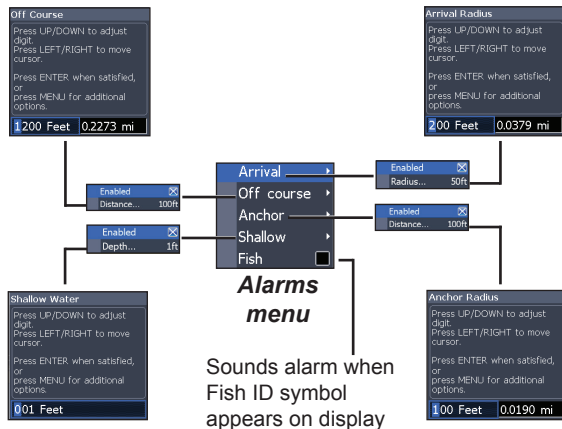 Off Course
Press UP/DOWN to adjust
digit.
Press LEFT/RIGHT to move
cursor.
Press ENTER when satisfied,
or
press MENU for additional
options.
1200 Feet 0.2273 mi
Arrival Radius
Press UP/DOWN to adjust
digit.
Press LEFT/RIGHT to move
cursor.
Press ENTER when satisfied,
or
press MENU for additional
options.
200 Feet 0.0379 mi
Enabled
Distance... 100ft
Enabled
Depth... 1ft
Arrival
Off course
Anchor
Shallow
Fish
Enabled
Radius... 50ft
Enabled
Distance... 100ft
Alarms
menu
Sounds alarm when
Fish ID symbol
appears on display
Shallow Water
Press UP/DOWN to adjust
digit.
Press LEFT/RIGHT to move
cursor.
Press ENTER when satisfied,
or
press MENU for additional
options.
001 Feet
Anchor Radius
Press UP/DOWN to adjust
digit.
Press LEFT/RIGHT to move
cursor.
Press ENTER when satisfied,
or
press MENU for additional
options.
100 Feet 0.0190 mi